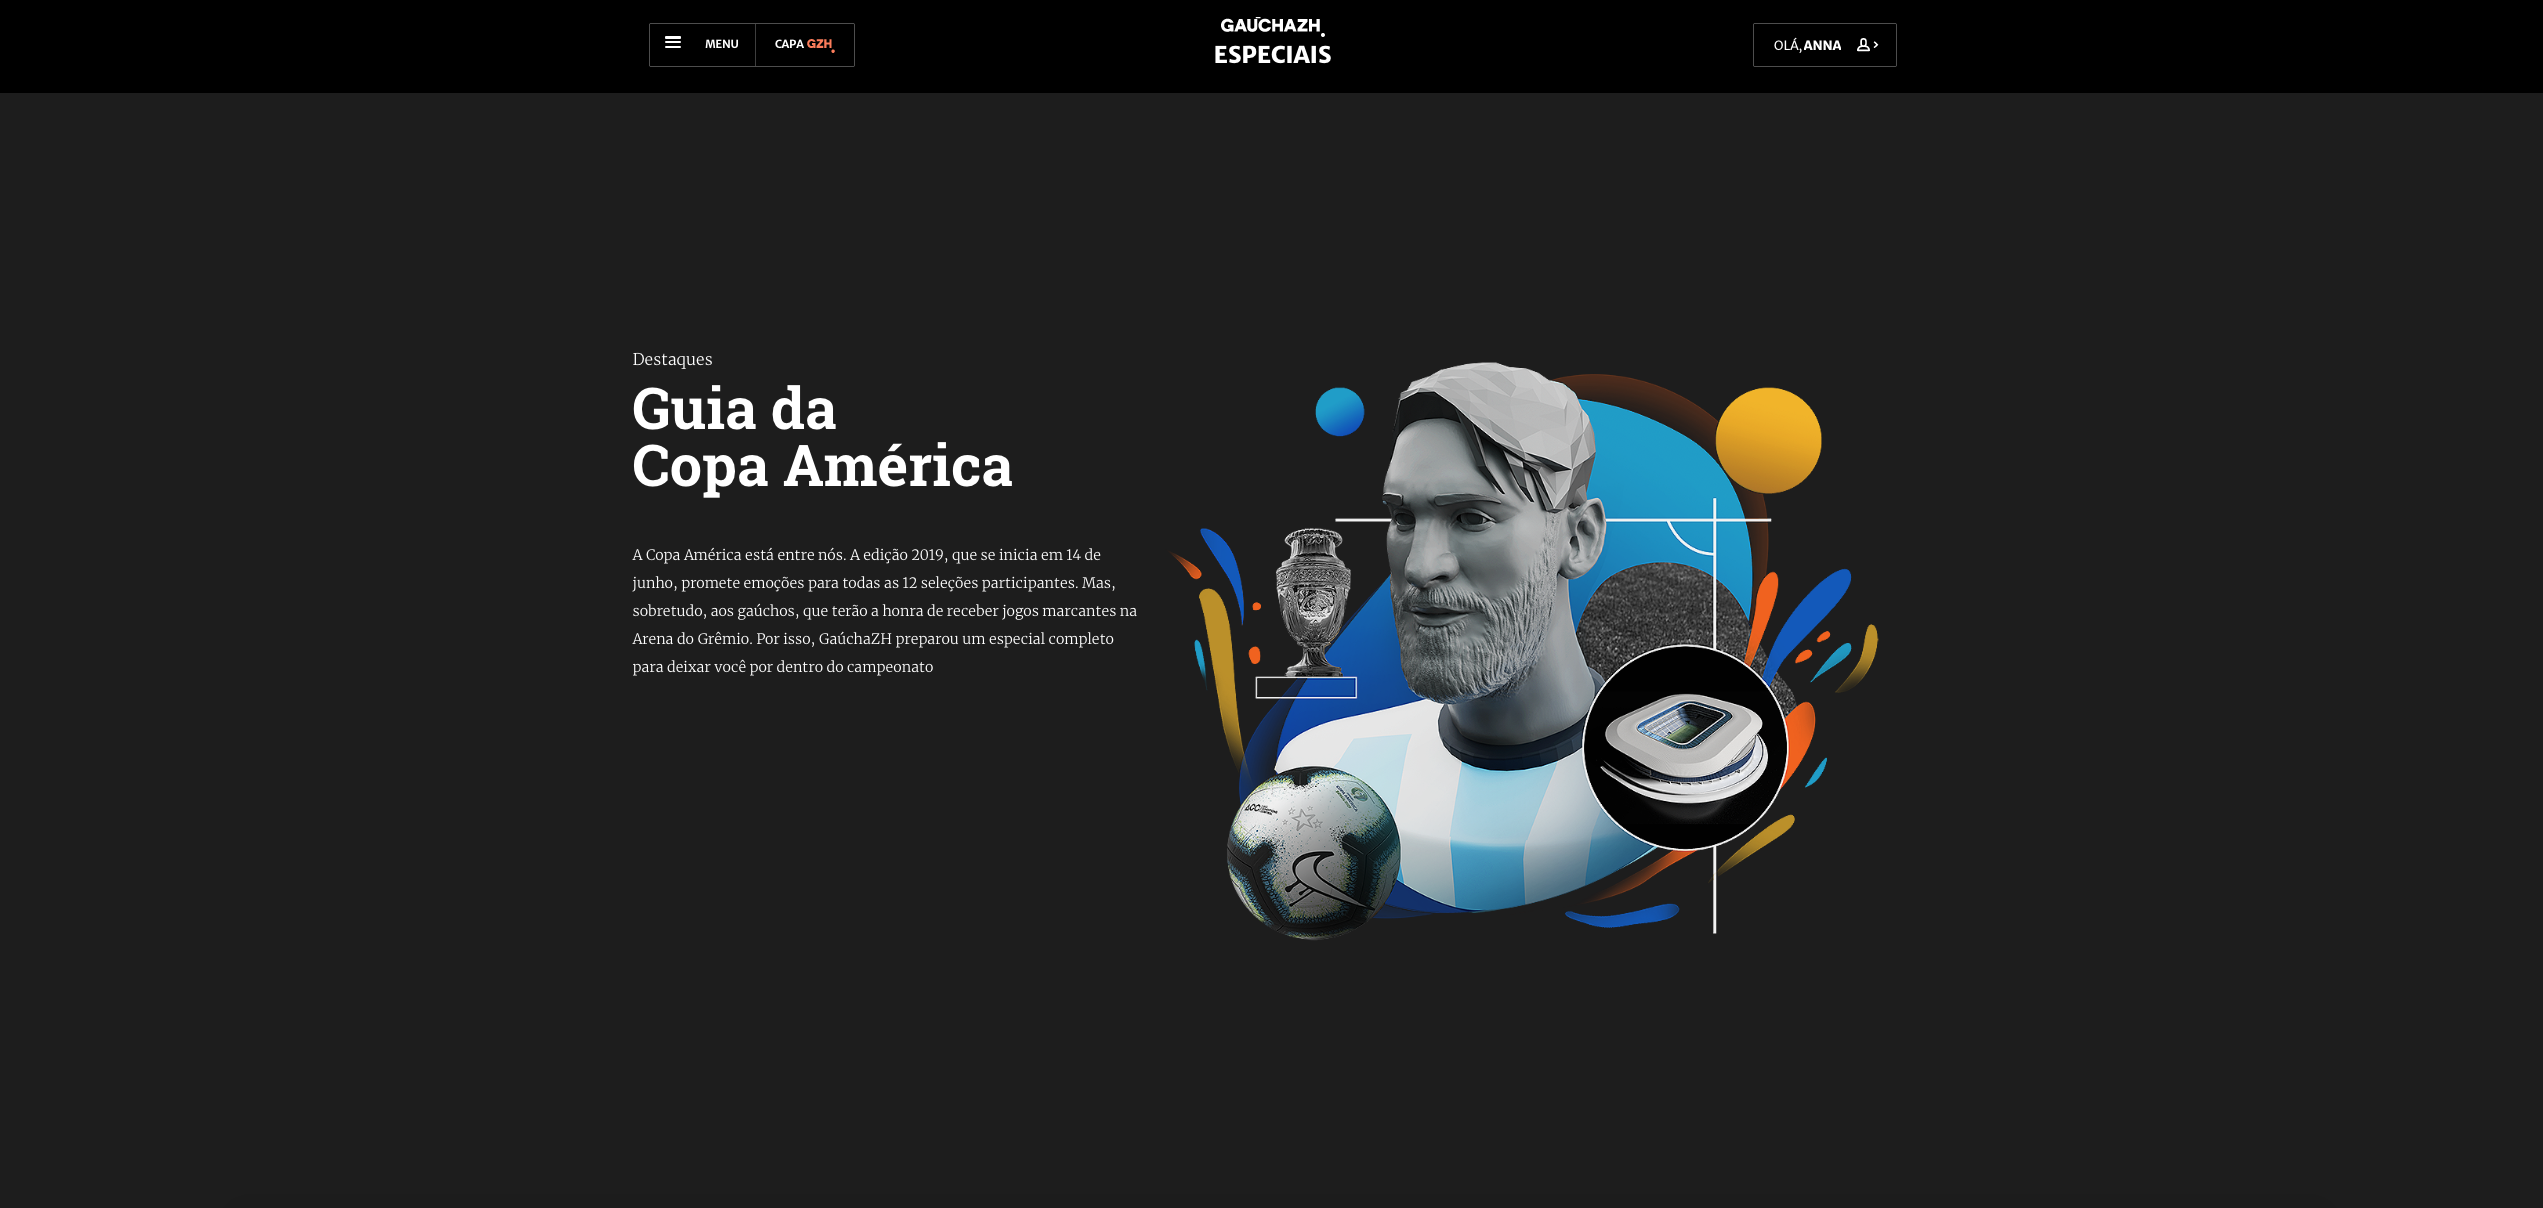 MENU
CAPA GZH.
GAÚCHAZH.
ESPECIAIS
OLÁ, ANNA
Destaques
Guia da
Copa América
A Copa América está entre nós. A edição 2019, que se inicia em 14 de
junho, promete emoções para todas as 12 seleções participantes. Mas,
sobretudo, aos gaúchos, que terão a honra de receber jogos marcantes na
Arena do Grêmio. Por isso, GaúchaZH preparou um especial completo
para deixar você por dentro do campeonato